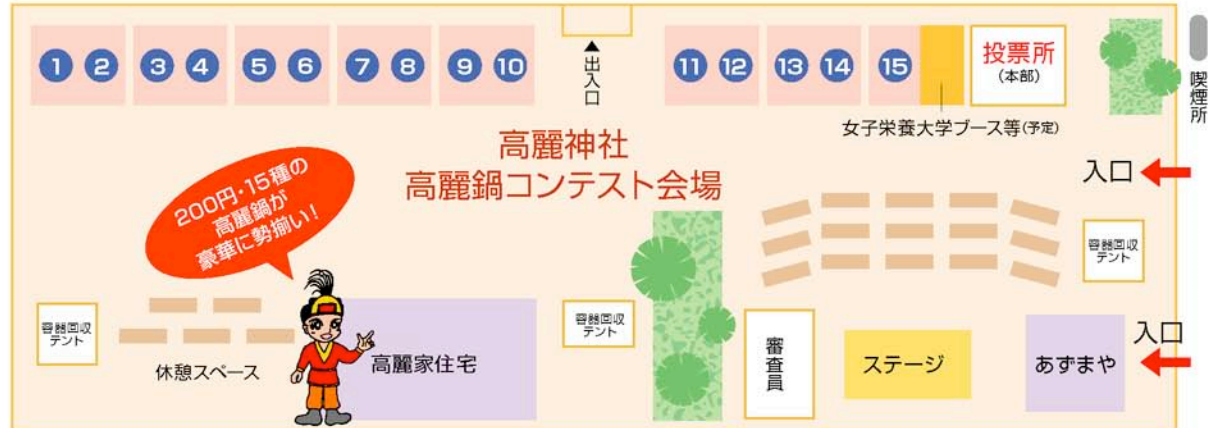 1 2 3 4 5 6 7 8 9 10
▲出入口
11 12 13 14 15
投票所
(本部)
喫煙所
女子栄養大学ブース等(予定)
高麗神社
高麗鍋コンテスト会場
入口
200円・15種の
高麗鍋が
豪華に勢揃い!
容器回収
テント
容器回収
テント
休憩スペース
高麗家住宅
容器回収
テント
審査員
ステージ
あずまや
入口